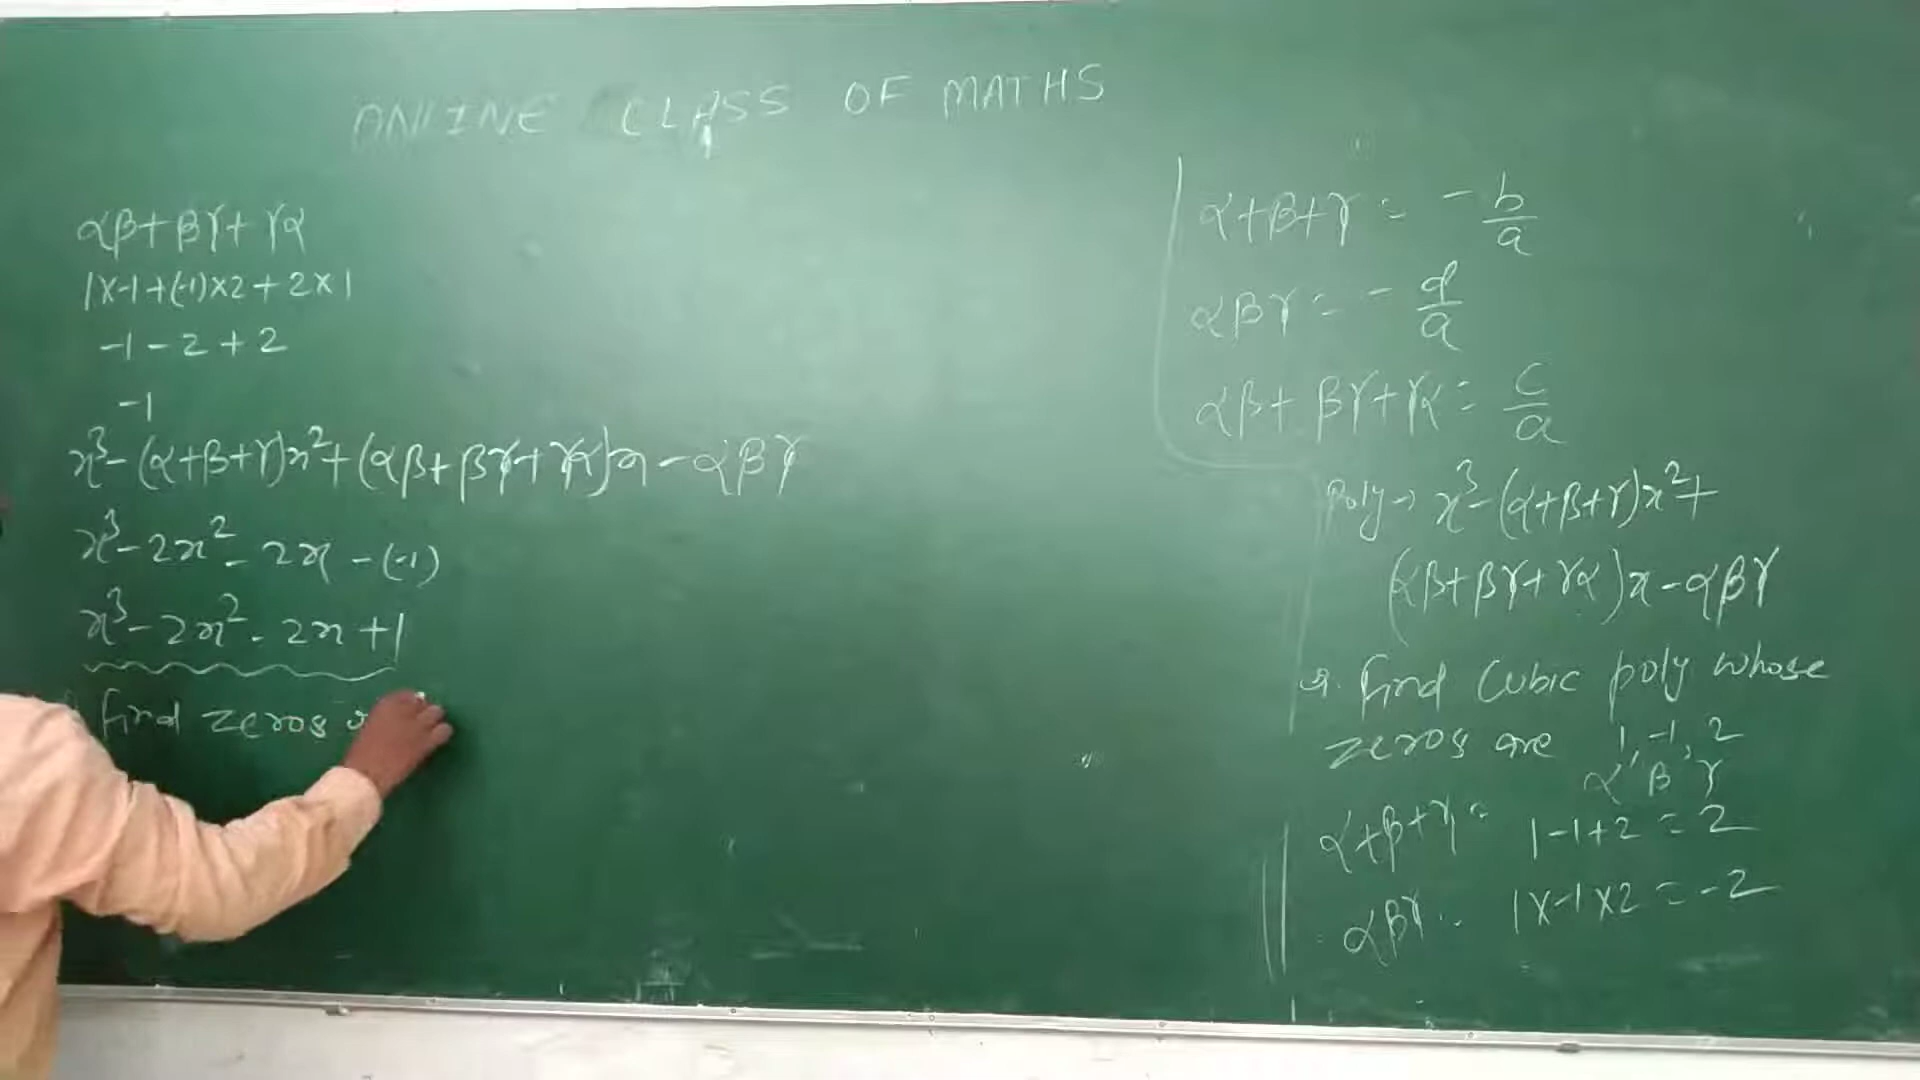 ONLINE CLASS OF MATHS
αβ+βγ+γα
1×-1+(-1)×2+2×1
-1-2+2
-1
x³-(α+β+γ)x²+(αβ+βγ+γα)x-αβγ
x³-2x²-2x-(-1)
x³-2x²-2x+1
find zeros
α+β+γ = -b/a
αβγ = -d/a
αβ+βγ+γα = c/a
Poly→ x³-(α+β+γ)x²+
(αβ+βγ+γα)x-αβγ
Q. find Cubic poly whose
zeros are 1, -1, 2
α, β, γ
α+β+γ = 1-1+2 = 2
αβγ = 1×-1×2 = -2